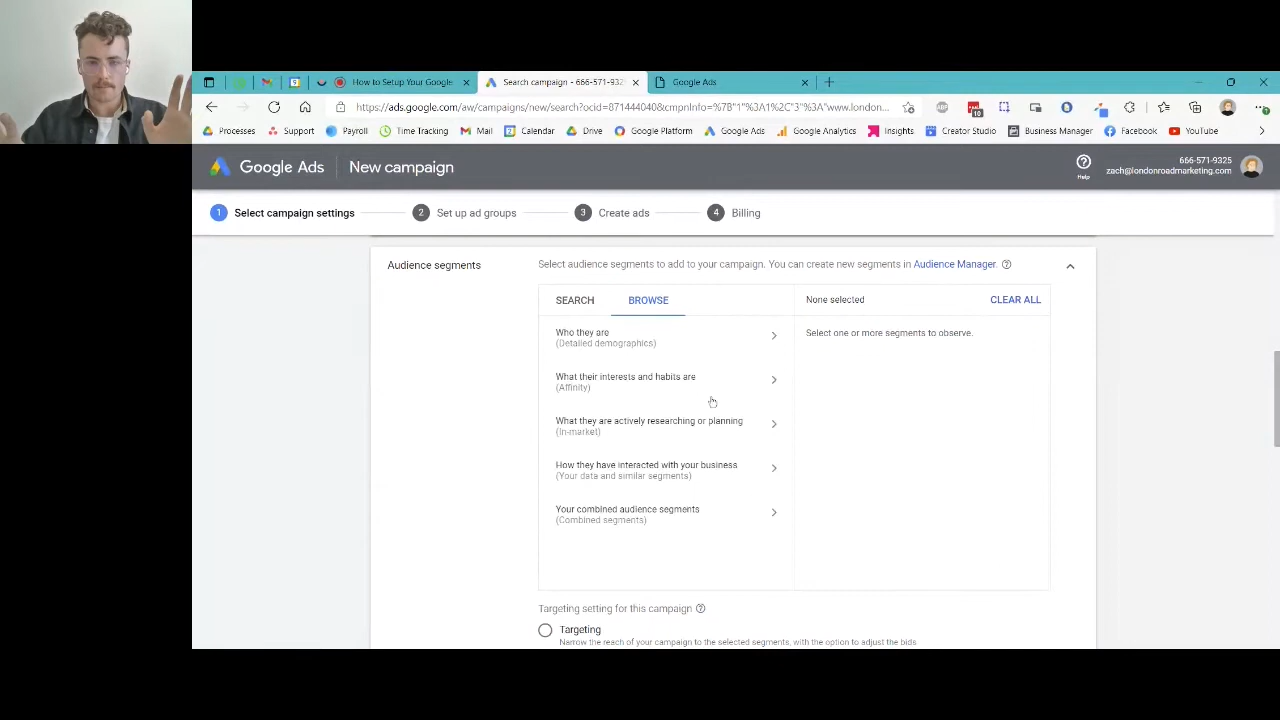 How to Setup Your Google
Search campaign - 666-571-932
Google Ads
https://ads.google.com/aw/campaigns/new/search?ocid=871444040&cmpnInfo=%7B"1"%3A1%2C"3"%3A"www.london...
Processes
Support
Payroll
Time Tracking
Mail
Calendar
Drive
Google Platform
Google Ads
Google Analytics
Insights
Creator Studio
Business Manager
Facebook
YouTube
Google Ads
New campaign
Help
666-571-9325
zach@londonroadmarketing.com
1 Select campaign settings
2 Set up ad groups
3 Create ads
4 Billing
Audience segments
Select audience segments to add to your campaign. You can create new segments in Audience Manager.
SEARCH
BROWSE
None selected
CLEAR ALL
Who they are
(Detailed demographics)
Select one or more segments to observe.
What their interests and habits are
(Affinity)
What they are actively researching or planning
(In-market)
How they have interacted with your business
(Your data and similar segments)
Your combined audience segments
(Combined segments)
Targeting setting for this campaign
Targeting
Narrow the reach of your campaign to the selected segments, with the option to adjust the bids